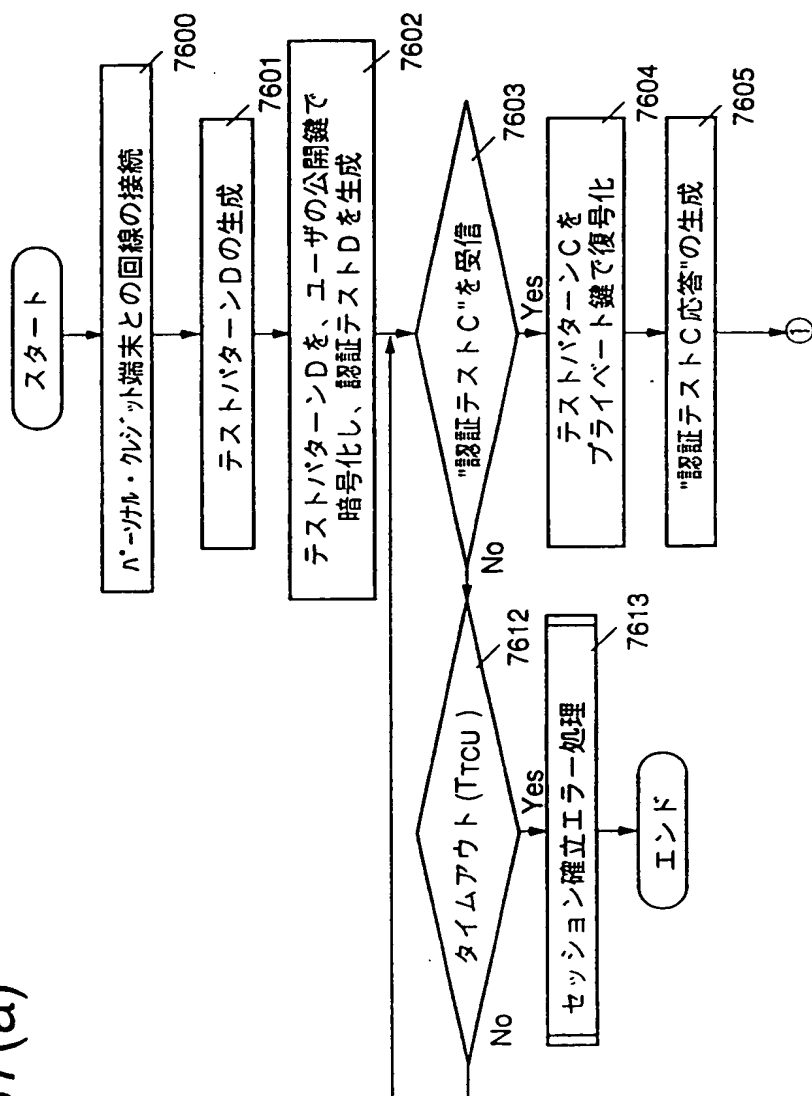 スタート
パーソナル・クレジット端末との回線の接続
7600
テストパターンDの生成
7601
テストパターンDを、ユーザの公開鍵で
暗号化し、認証テストDを生成
7602
"認証テストC"を受信
7603
Yes
No
テストパターンCを
プライベート鍵で復号化
7604
"認証テストC応答"の生成
7605
①
タイムアウト(TTCU)
7612
Yes
No
セッション確立エラー処理
7613
エンド
(a)